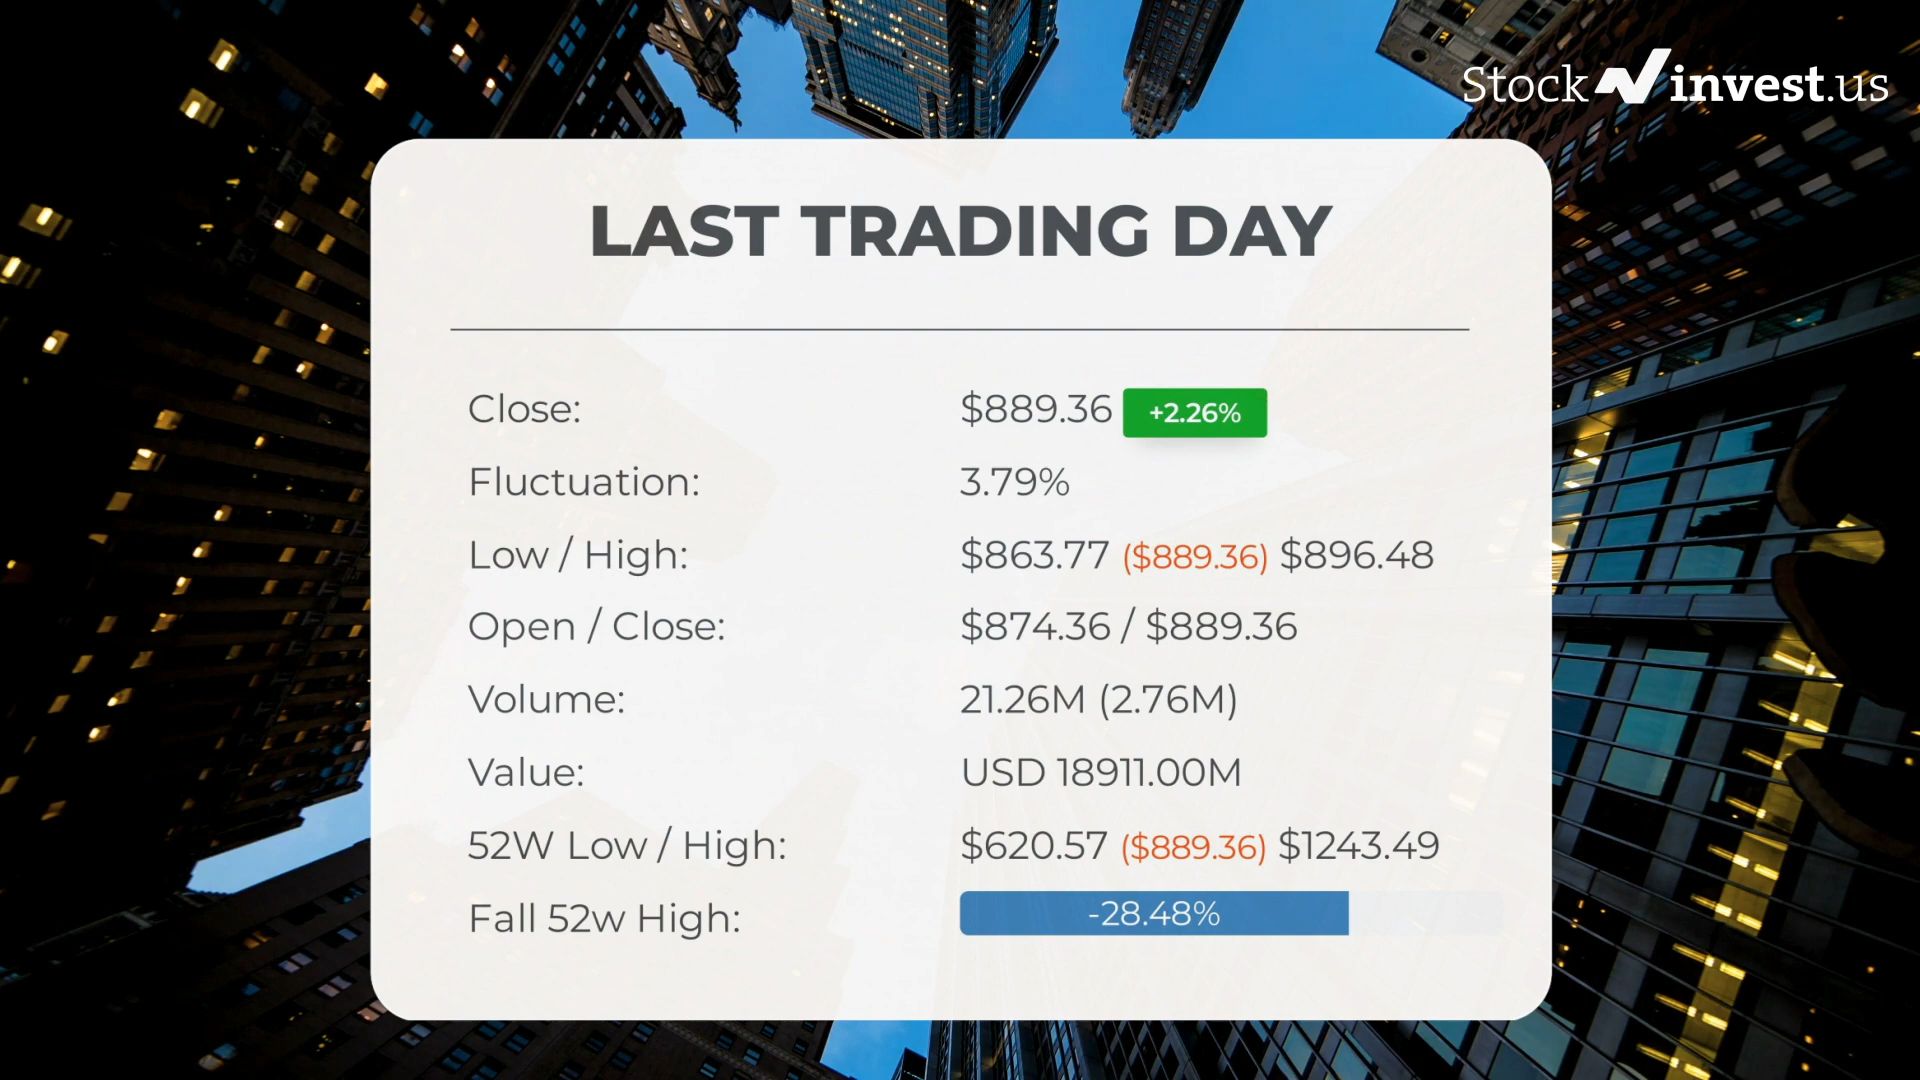 Stock invest.us
LAST TRADING DAY
Close: $889.36 +2.26%
Fluctuation: 3.79%
Low / High: $863.77 ($889.36) $896.48
Open / Close: $874.36 / $889.36
Volume: 21.26M (2.76M)
Value: USD 18911.00M
52W Low / High: $620.57 ($889.36) $1243.49
Fall 52w High: -28.48%